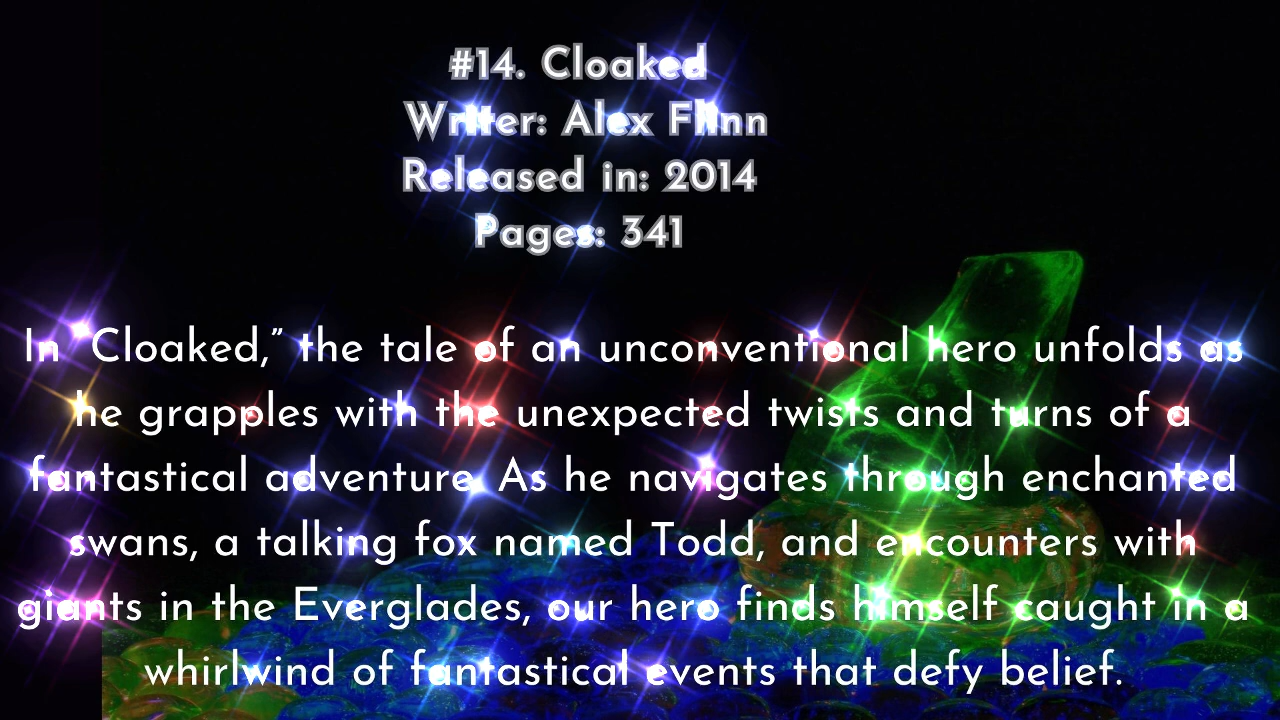 #14. Cloaked
Writer: Alex Flinn
Released in: 2014
Pages: 341
In “Cloaked,” the tale of an unconventional hero unfolds as
he grapples with the unexpected twists and turns of a
fantastical adventure. As he navigates through enchanted
swans, a talking fox named Todd, and encounters with
giants in the Everglades, our hero finds himself caught in a
whirlwind of fantastical events that defy belief.